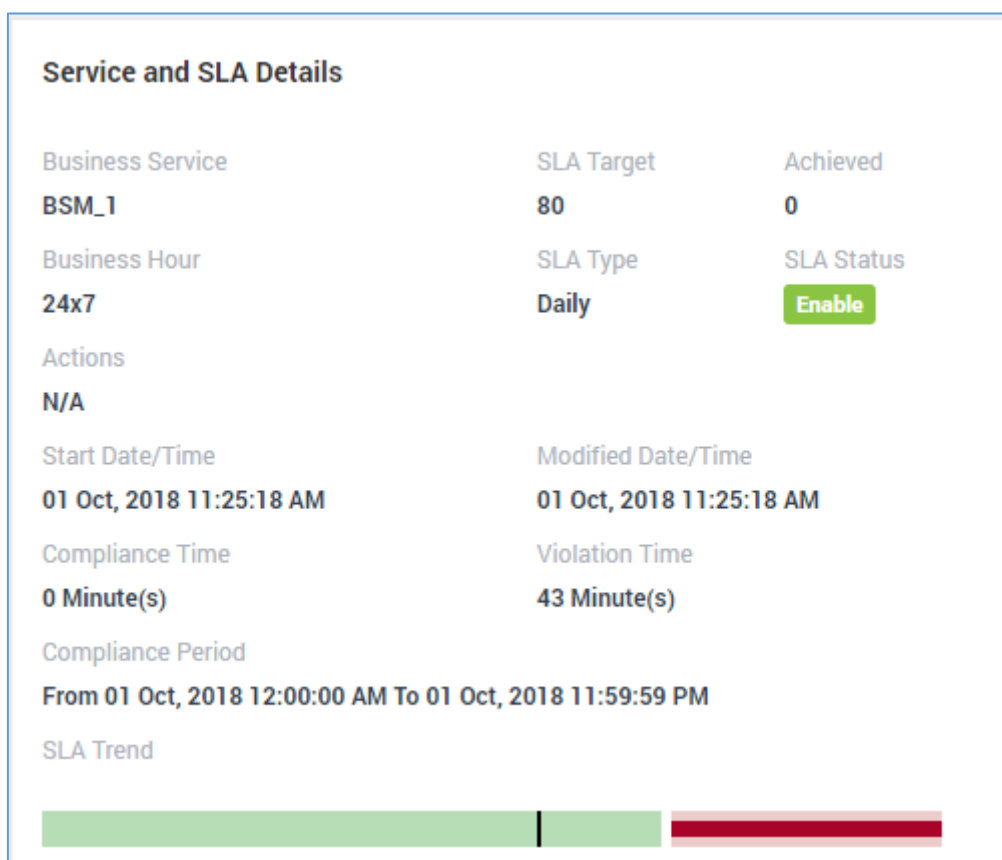 Service and SLA Details
Business Service SLA Target Achieved
BSM_1 80 0
Business Hour SLA Type SLA Status
24x7 Daily Enable
Actions
N/A
Start Date/Time Modified Date/Time
01 Oct, 2018 11:25:18 AM 01 Oct, 2018 11:25:18 AM
Compliance Time Violation Time
0 Minute(s) 43 Minute(s)
Compliance Period
From 01 Oct, 2018 12:00:00 AM To 01 Oct, 2018 11:59:59 PM
SLA Trend